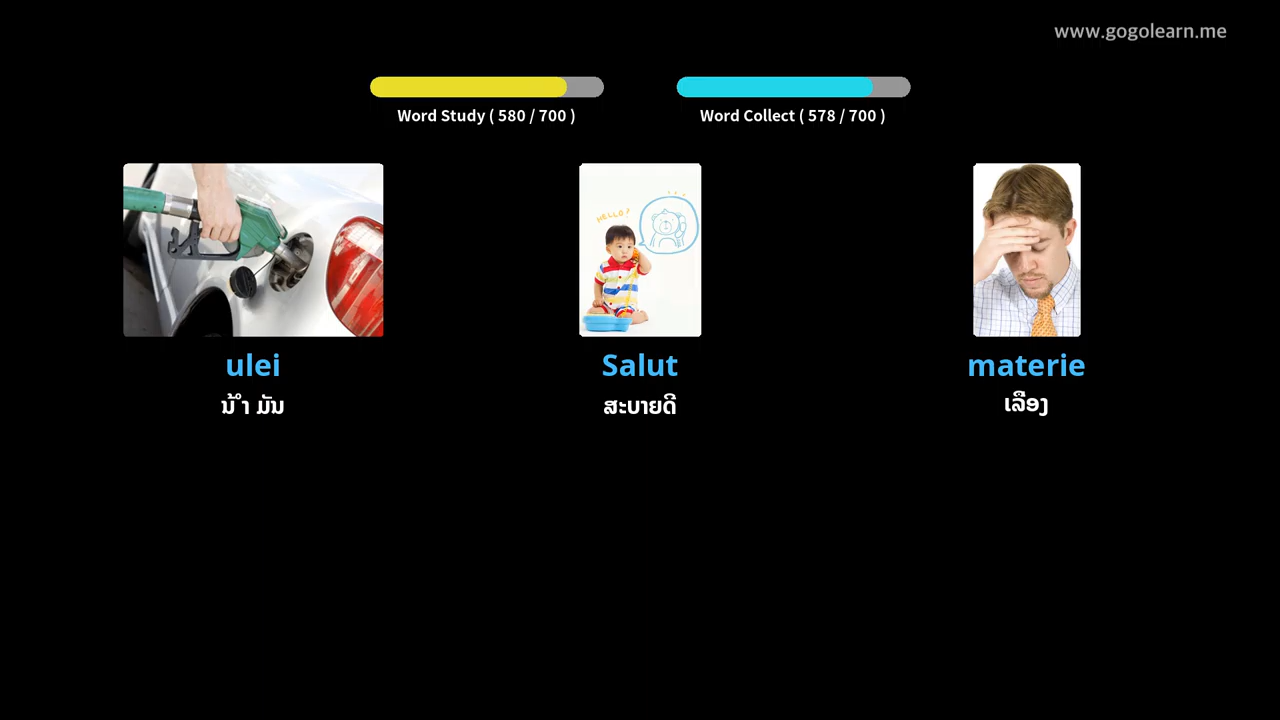 www.gogolearn.me
Word Study ( 580 / 700 )
Word Collect ( 578 / 700 )
HELLO?
ulei
Salut
materie
ນ້ ຳ ມັນ
ສະບາຍດີ
ເລື່ອງ